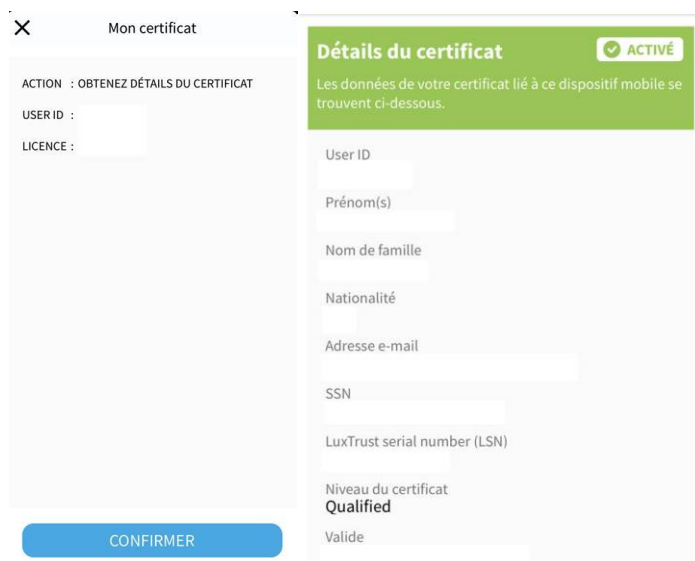 Mon certificat
ACTION : OBTENEZ DÉTAILS DU CERTIFICAT
USER ID :
LICENCE :
CONFIRMER
Détails du certificat
ACTIVÉ
Les données de votre certificat lié à ce dispositif mobile se
trouvent ci-dessous.
User ID
Prénom(s)
Nom de famille
Nationalité
Adresse e-mail
SSN
LuxTrust serial number (LSN)
Niveau du certificat
Qualified
Valide